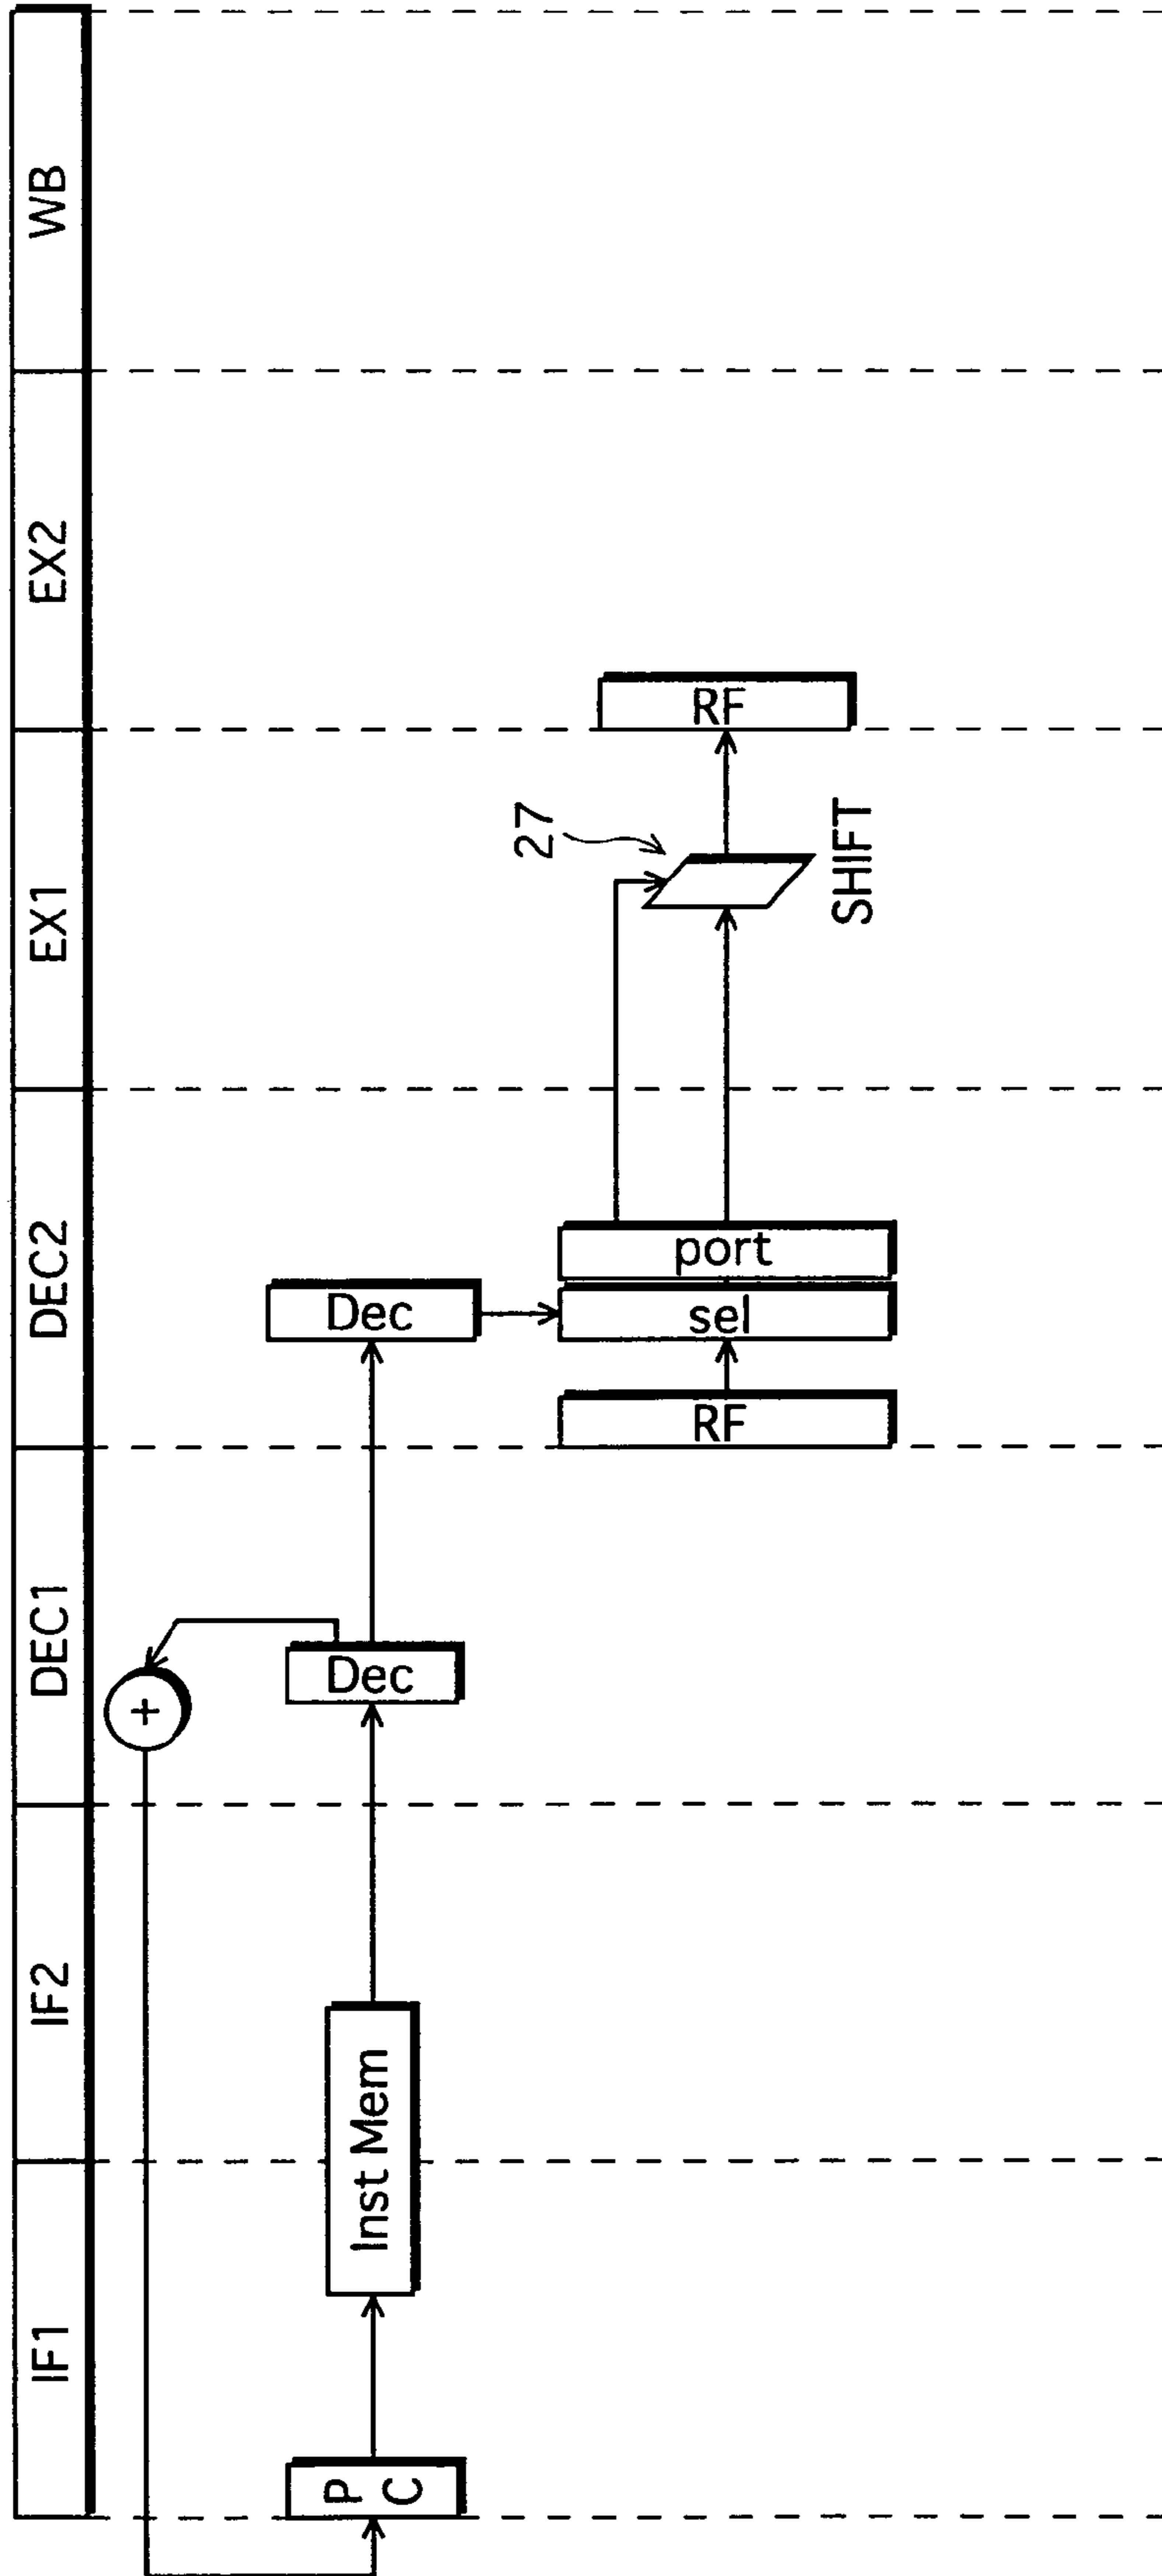 IF1
IF2
DEC1
DEC2
EX1
EX2
WB
+
P
C
Inst Mem
Dec
Dec
27
RF
sel
port
RF
SHIFT